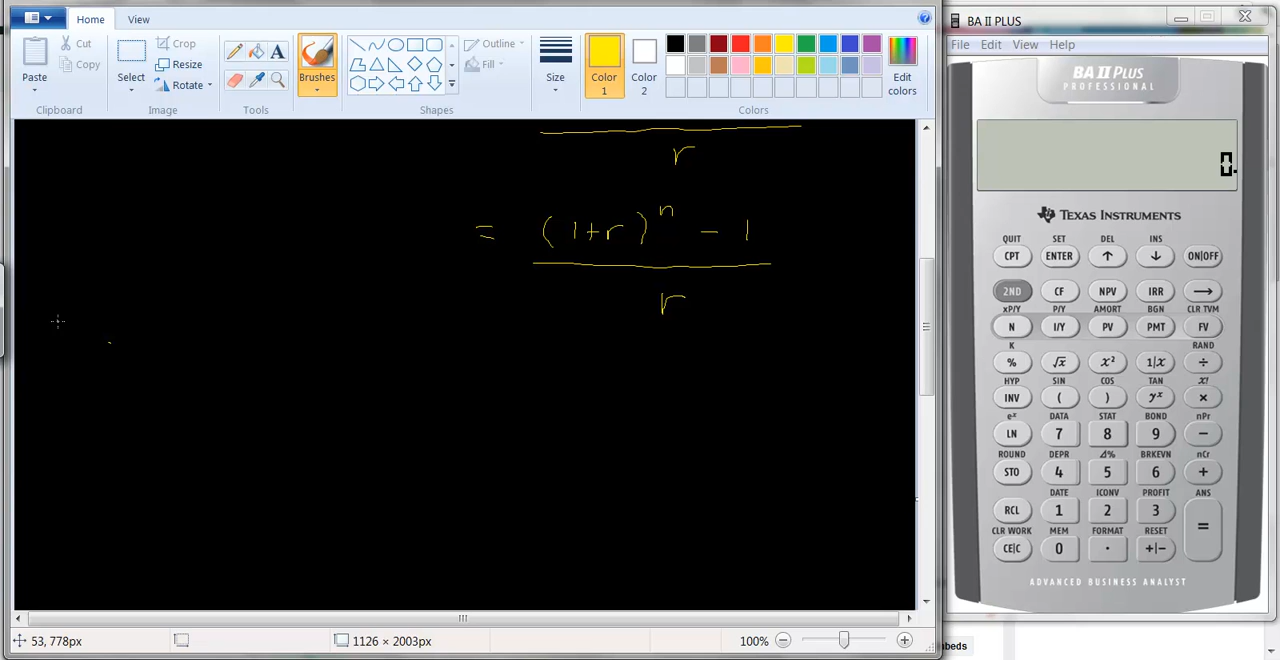 BA II PLUS
Home View
File Edit View Help
Cut
Copy
Paste
Select
Crop
Resize
Rotate
A
Brushes
Outline
Fill
Size
Color 1
Color 2
Edit colors
Clipboard Image Tools Shapes Colors
BA II PLUS
PROFESSIONAL
0.
TEXAS INSTRUMENTS
QUIT SET DEL INS
CPT ENTER ↑ ↓ ON|OFF
2ND CF NPV IRR →
xP/Y P/Y AMORT BGN CLR TVM
N I/Y PV PMT FV
K RAND
% √x x² 1|x ÷
HYP SIN COS TAN x!
INV ( ) yˣ ×
eˣ DATA STAT BOND nPr
LN 7 8 9 −
ROUND DEPR Δ% BRKEVN nCr
STO 4 5 6 +
DATE ICONV PROFIT ANS
RCL 1 2 3 =
CLR WORK MEM FORMAT RESET
CE|C 0 . +|−
ADVANCED BUSINESS ANALYST
r
= (1+r)ⁿ - 1
r
53, 778px
1126 × 2003px
100%
beds